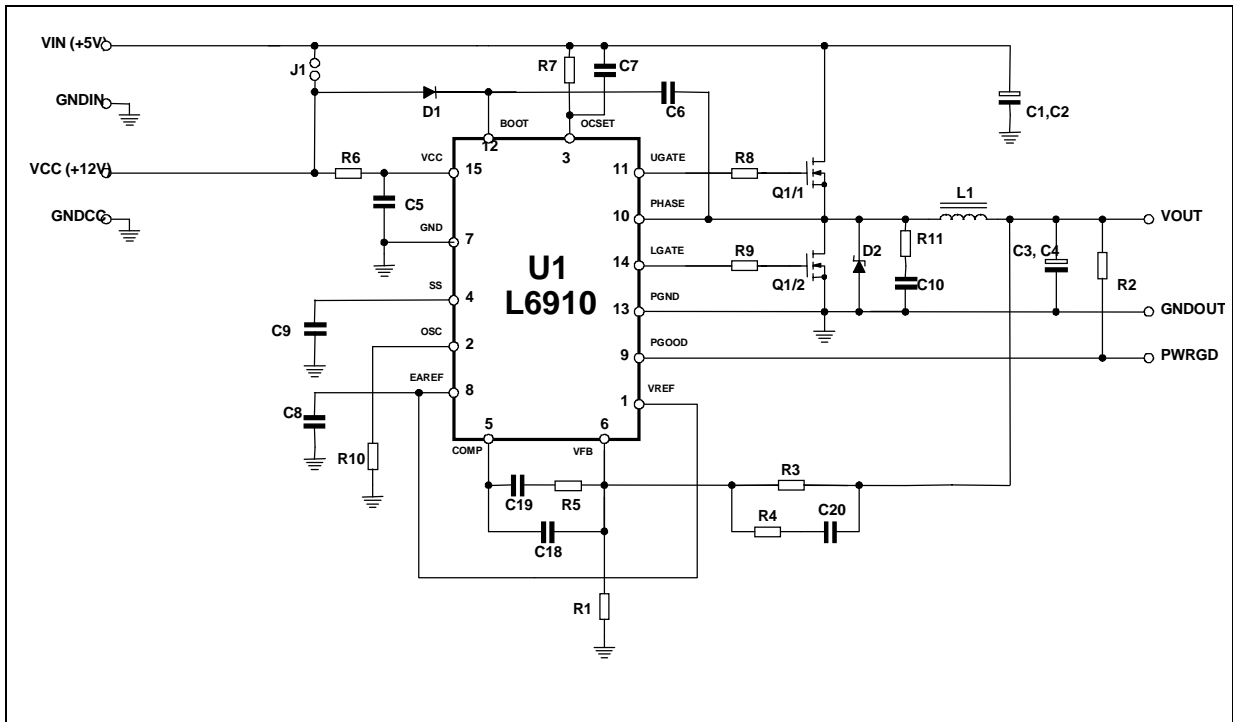 VIN (+5V)
J1
R7
C7
GNDIN
D1
C6
C1,C2
BOOT
OCSET
12
3
VCC (+12V)
R6
VCC
15
11
UGATE
R8
Q1/1
C5
GNDCC
GND
7
10
PHASE
L1
VOUT
U1
L6910
14
LGATE
R9
Q1/2
D2
R11
C10
C3, C4
R2
SS
4
13
PGND
GNDOUT
C9
OSC
2
9
PGOOD
PWRGD
EAREF
8
1
VREF
C8
R10
5
6
COMP
VFB
C19
R5
R3
C18
R4
C20
R1